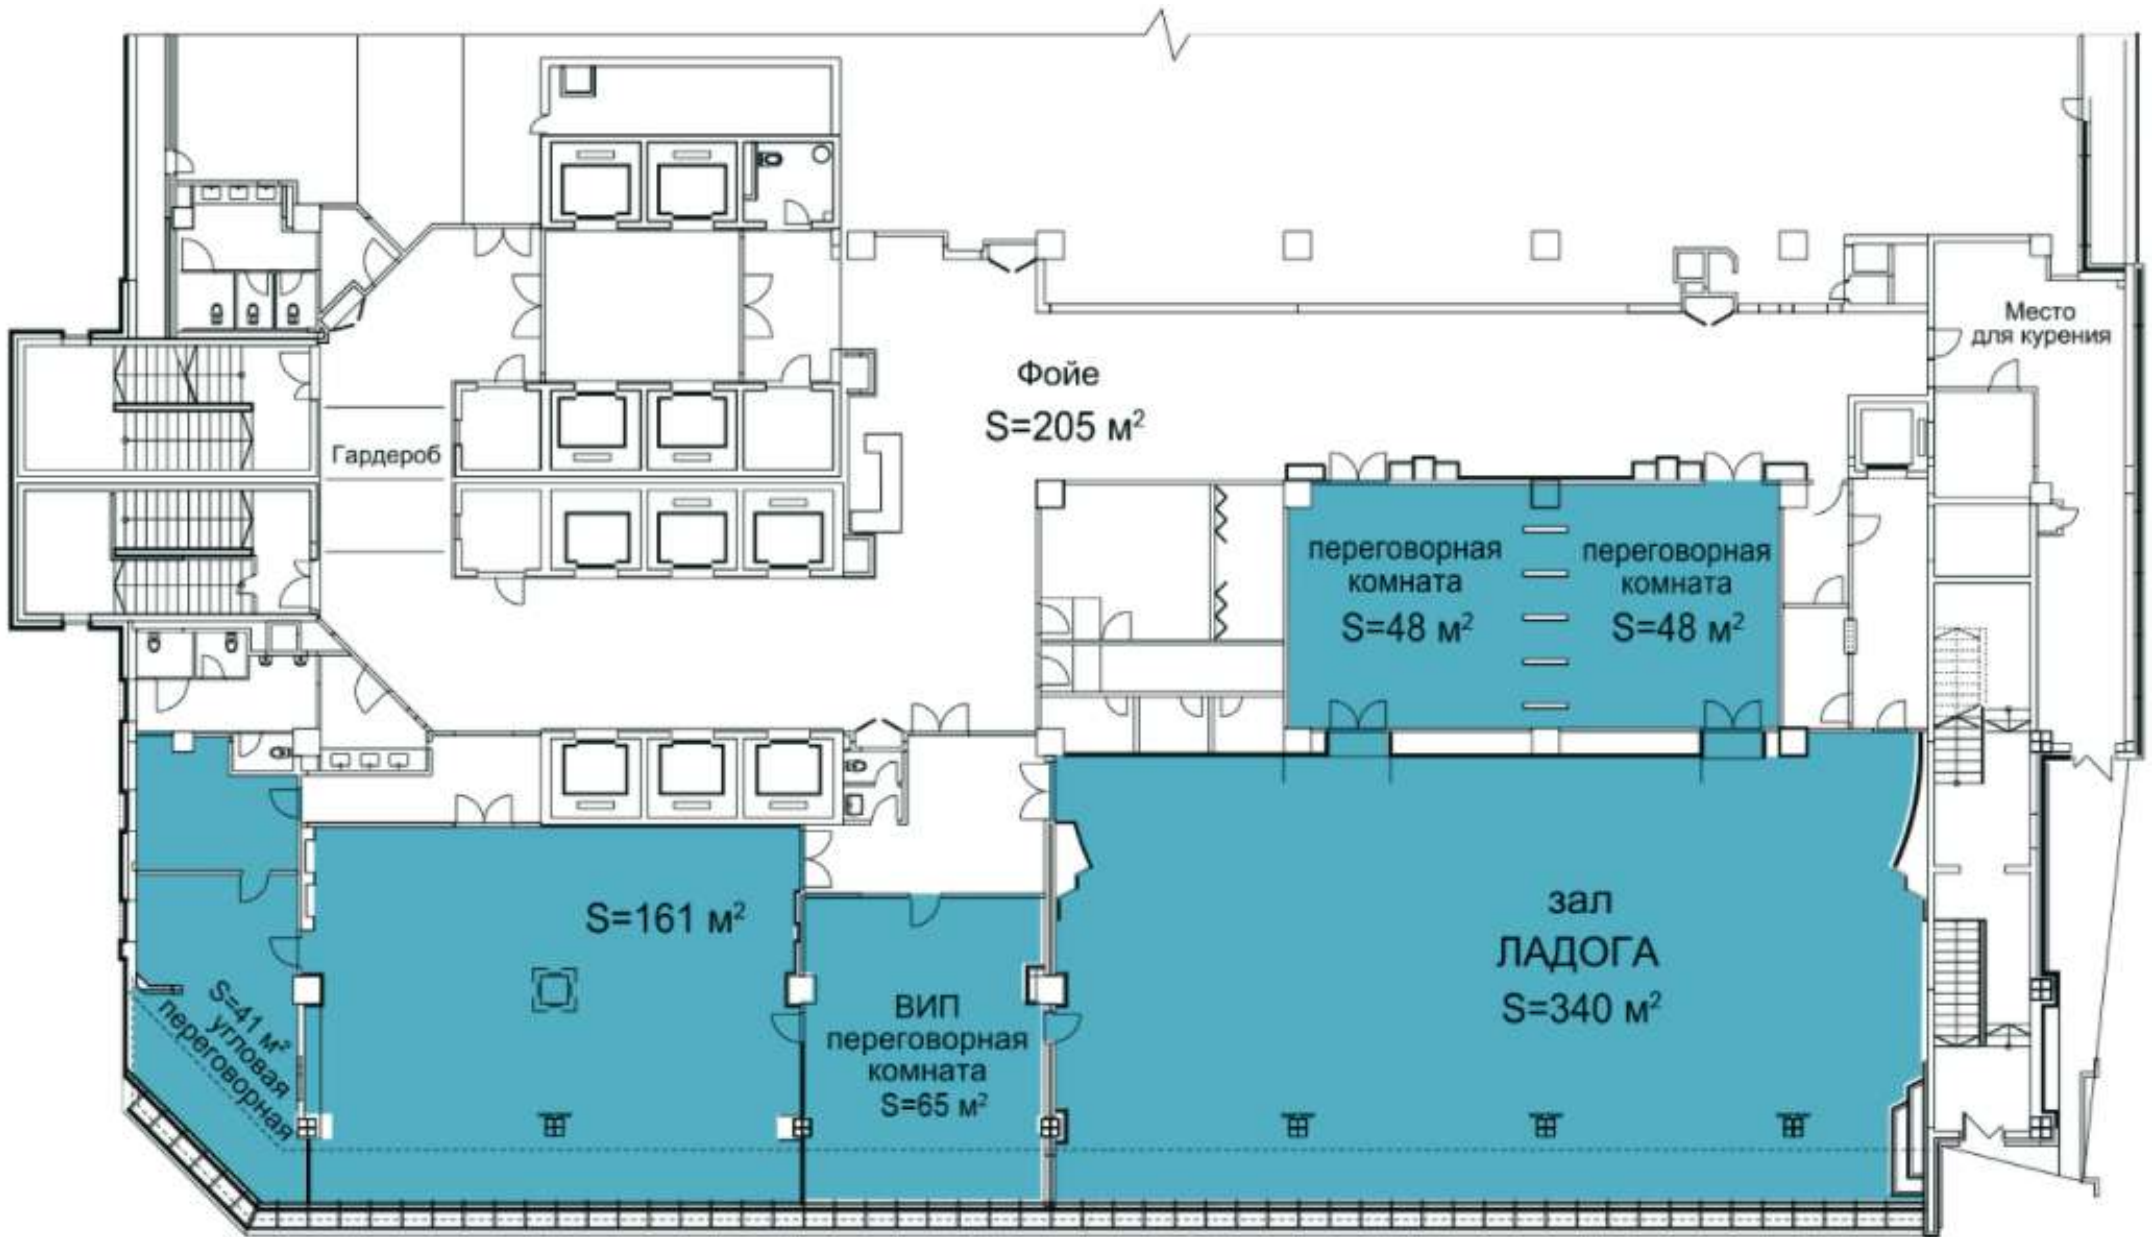 Место
для курения
Фойе
S=205 м²
Гардероб
переговорная
комната
S=48 м²
переговорная
комната
S=48 м²
S=161 м²
зал
ЛАДОГА
S=340 м²
S=41 м²
угловая
переговорная
ВИП
переговорная
комната
S=65 м²